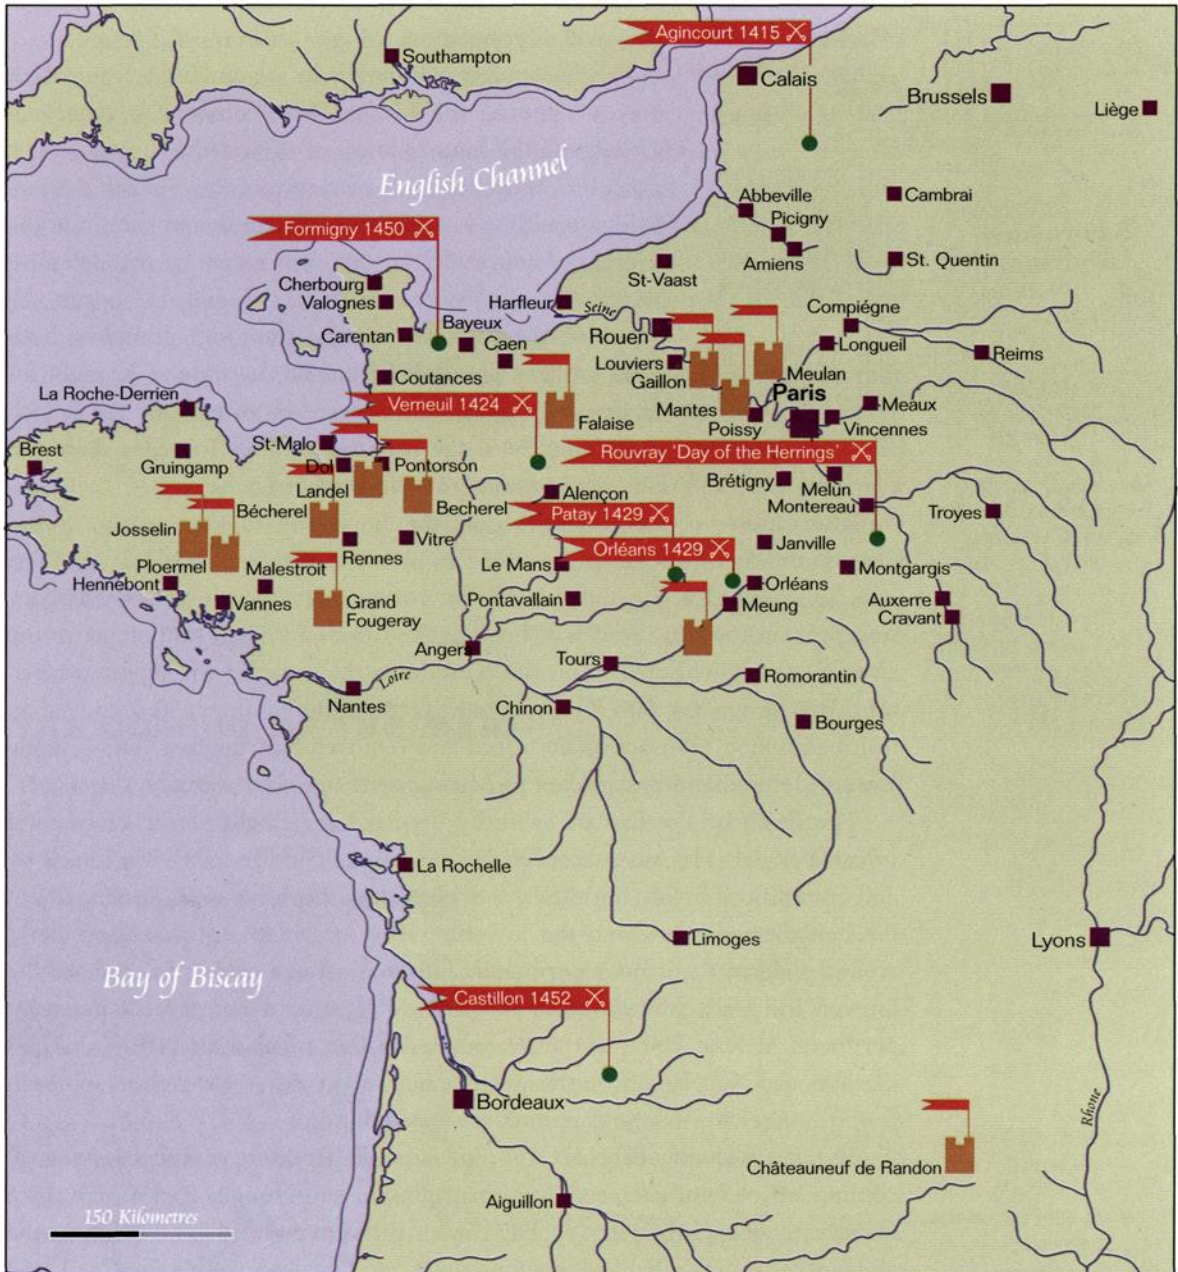 Agincourt 1415
Southampton
Calais
Brussels
Liège
English Channel
Abbeville
Cambrai
Picigny
Formigny 1450
Amiens
St. Quentin
St-Vaast
Cherbourg
Valognes
Harfleur
Seine
Compiégne
Carentan
Bayeux
Rouen
Caen
Longueil
Reims
Louviers
Gaillon
Meulan
Coutances
La Roche-Derrien
Verneuil 1424
Mantes
Paris
Meaux
Falaise
Poissy
Vincennes
St-Malo
Brest
Gruingamp
Dol
Pontorson
Rouvray 'Day of the Herrings'
Landel
Alençon
Brétigny
Melun
Bécherel
Becherel
Montereau
Troyes
Patay 1429
Josselin
Vitre
Janville
Rennes
Orléans 1429
Ploermel
Malestroit
Le Mans
Montgargis
Hennebont
Orléans
Vannes
Grand
Fougeray
Pontavallain
Meung
Auxerre
Cravant
Angers
Tours
Loire
Romorantin
Nantes
Chinon
Bourges
La Rochelle
Limoges
Lyons
Bay of Biscay
Castillon 1452
Bordeaux
Rhone
Châteauneuf de Randon
Aiguillon
150 Kilometres